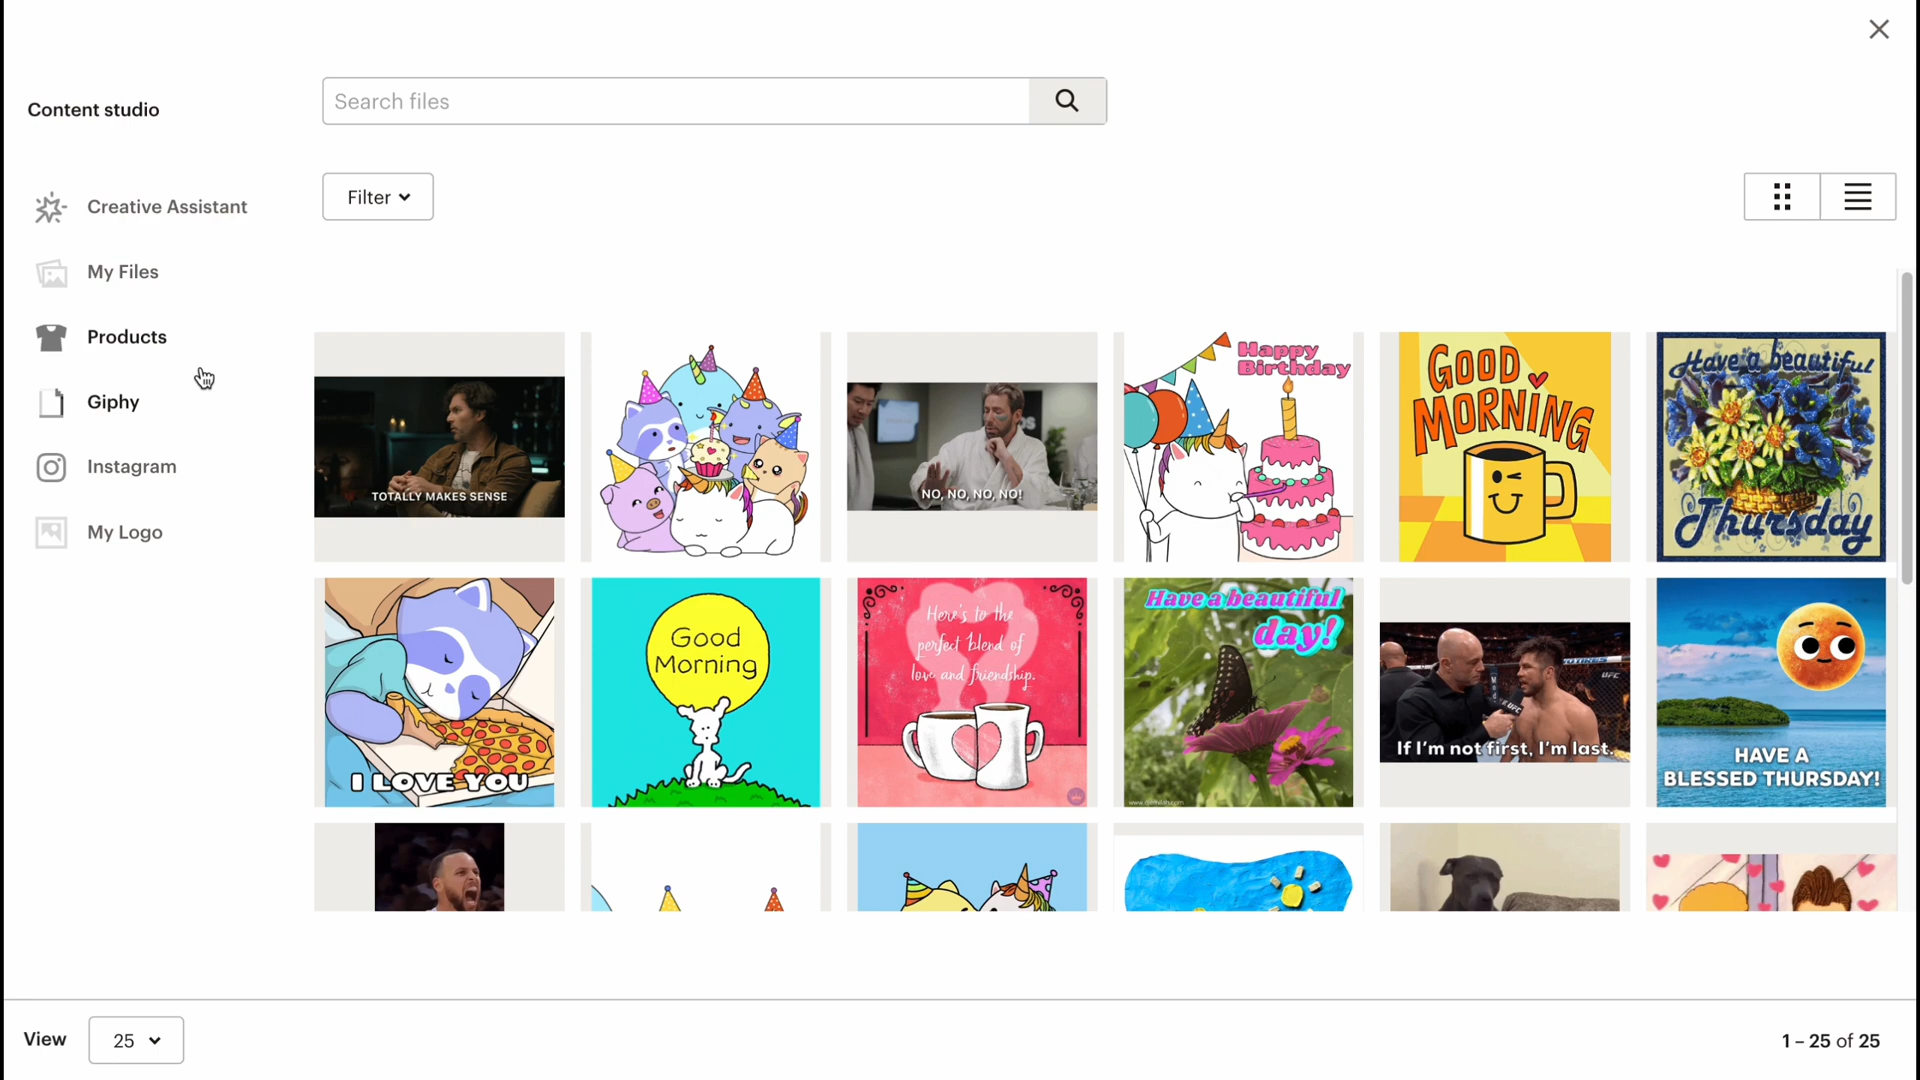 Content studio
Search files
Filter
Creative Assistant
My Files
Products
Giphy
Instagram
My Logo
TOTALLY MAKES SENSE
NO, NO, NO, NO!
Happy
Birthday
GOOD
MORNING
Have a beautiful
Thursday
I LOVE YOU
Good
Morning
Here's to the
perfect blend of
love and friendship.
Have a beautiful
day!
UFC
If I'm not first, I'm last.
HAVE A
BLESSED THURSDAY!
View
25
1 – 25 of 25